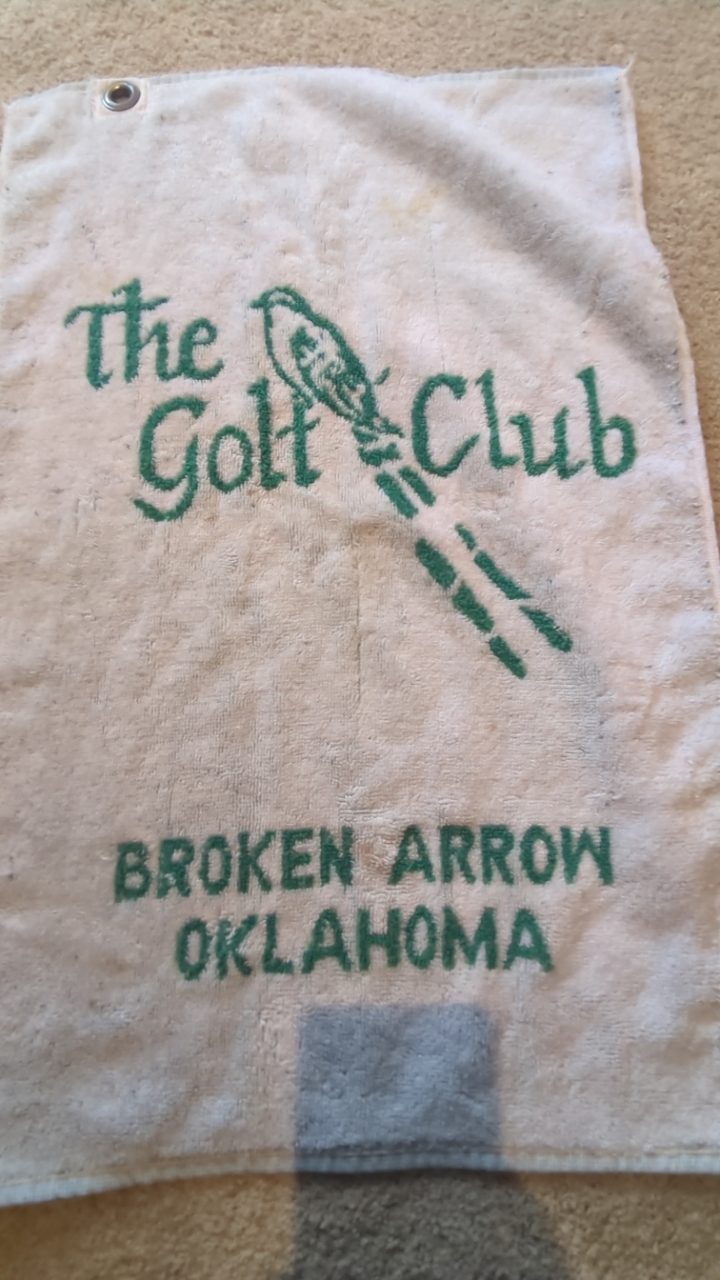 The
Golf Club
BROKEN ARROW
OKLAHOMA